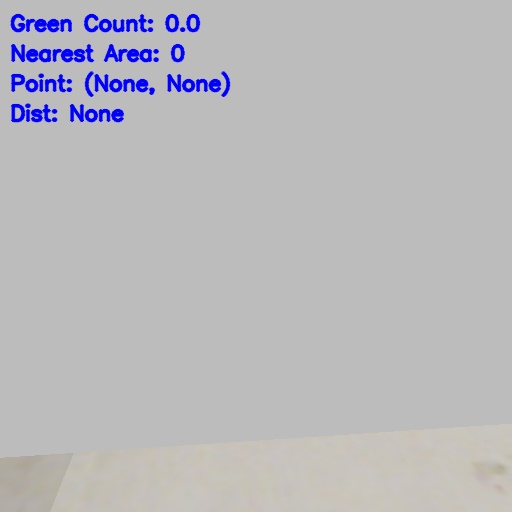 Green Count: 0.0
Nearest Area: 0
Point: (None, None)
Dist: None